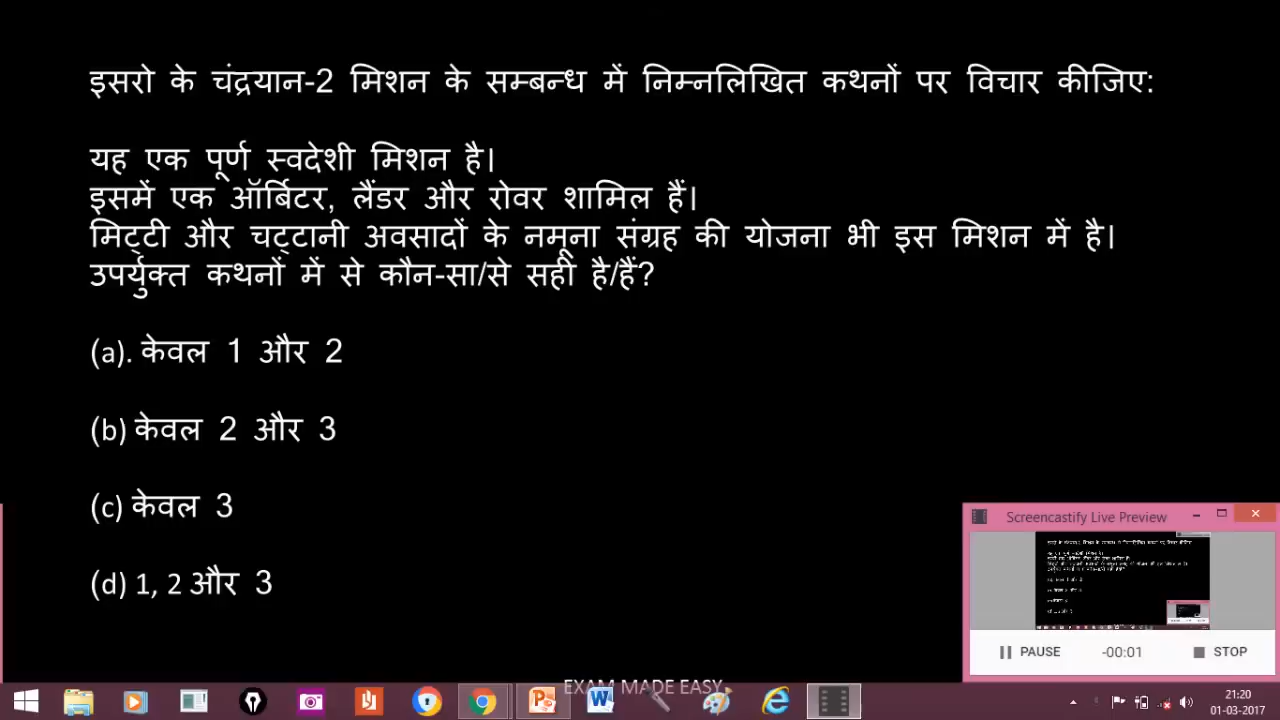 इसरो के चंद्रयान-2 मिशन के सम्बन्ध में निम्नलिखित कथनों पर विचार कीजिए:
यह एक पूर्ण स्वदेशी मिशन है।
इसमें एक ऑर्बिटर, लैंडर और रोवर शामिल हैं।
मिट्टी और चट्टानी अवसादों के नमूना संग्रह की योजना भी इस मिशन में है।
उपर्युक्त कथनों में से कौन-सा/से सही है/हैं?
(a). केवल 1 और 2
(b) केवल 2 और 3
(c) केवल 3
(d) 1, 2 और 3
Screencastify Live Preview
PAUSE -00:01 STOP
EXAM MADE EASY
21:20
01-03-2017